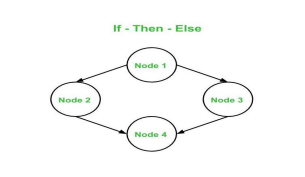 If - Then - Else
Node 1
Node 2
Node 3
Node 4